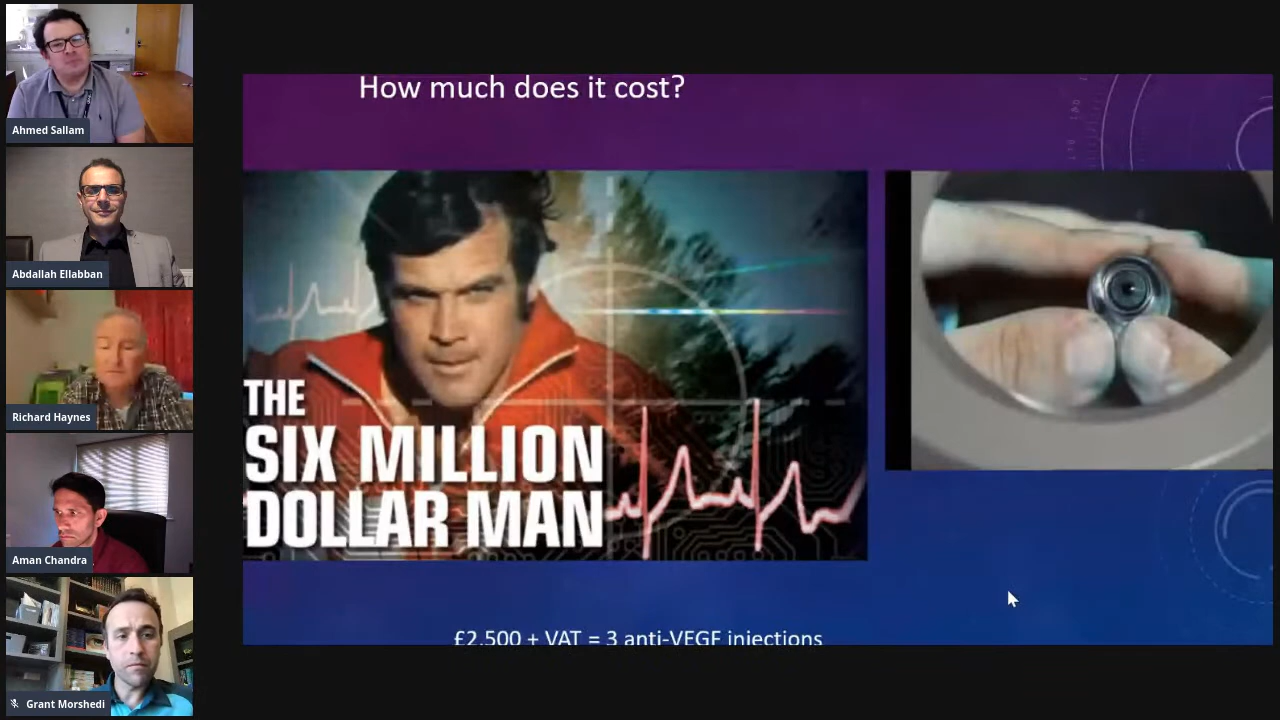 Ahmed Sallam
Abdallah Ellabban
Richard Haynes
Aman Chandra
Grant Morshedi
How much does it cost?
THE
SIX MILLION
DOLLAR MAN
£2,500 + VAT = 3 anti-VEGF injections